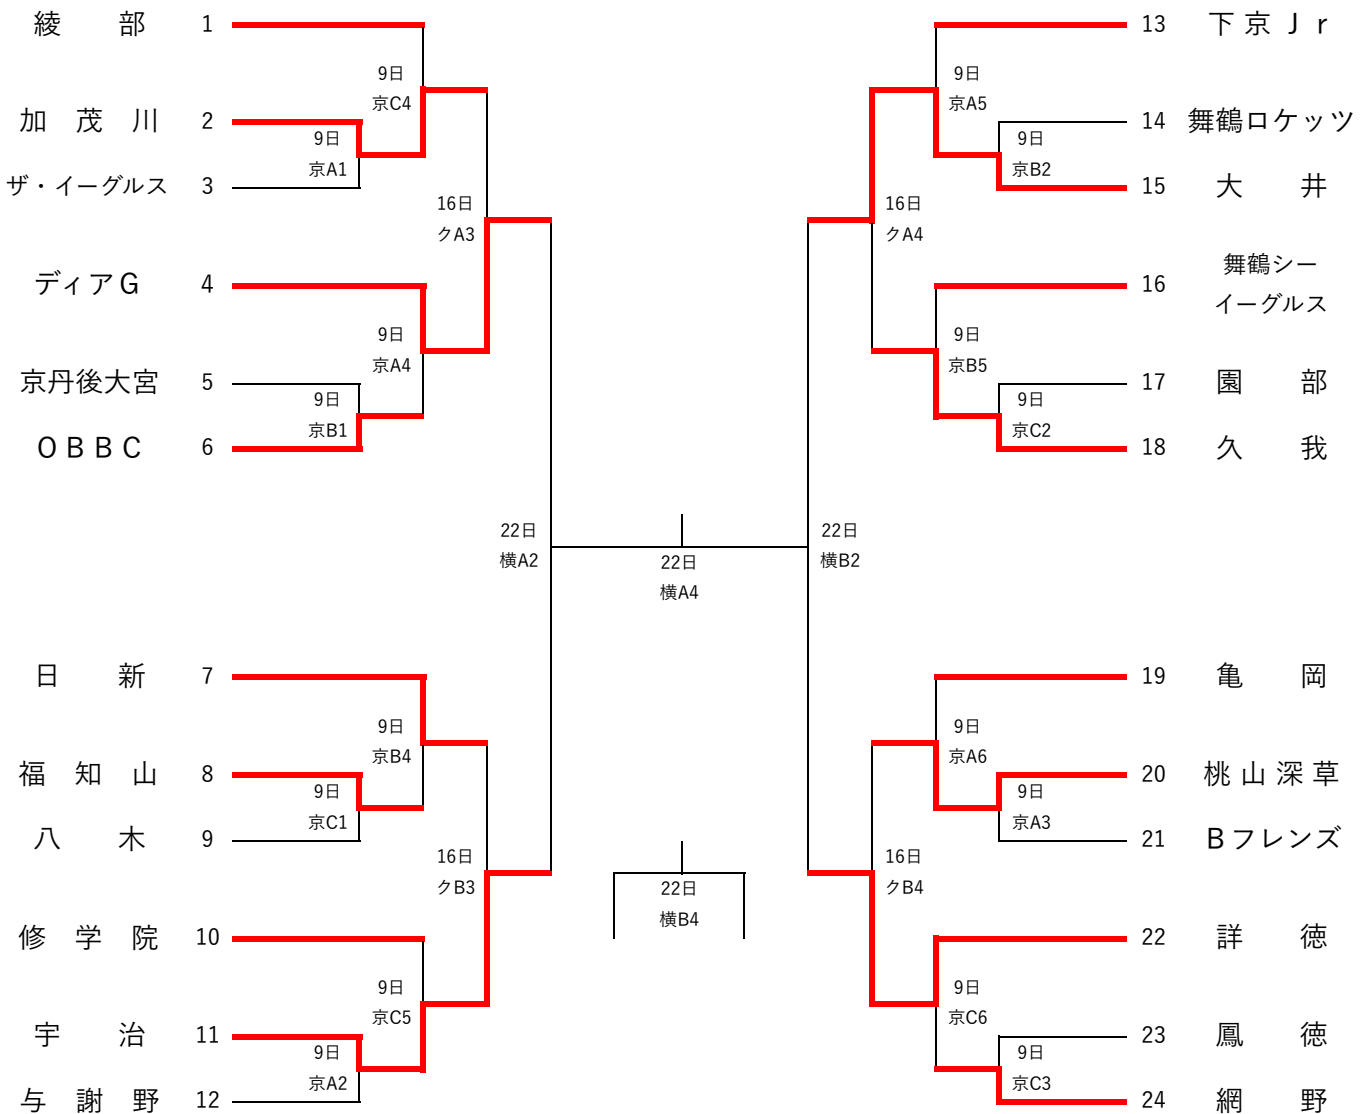 綾部 1
加茂川 2
ザ・イーグルス 3
ディアG 4
京丹後大宮 5
OBBC 6
日新 7
福知山 8
八木 9
修学院 10
宇治 11
与謝野 12
9日
京C4
9日
京A1
16日
クA3
9日
京A4
9日
京B1
22日
横A2
9日
京B4
9日
京C1
16日
クB3
9日
京C5
9日
京A2
22日
横A4
22日
横B4
13 下京Jr
14 舞鶴ロケッツ
15 大井
16 舞鶴シー
イーグルス
17 園部
18 久我
19 亀岡
20 桃山深草
21 Bフレンズ
22 詳徳
23 鳳徳
24 網野
9日
京A5
9日
京B2
16日
クA4
9日
京B5
9日
京C2
22日
横B2
9日
京A6
9日
京A3
16日
クB4
9日
京C6
9日
京C3